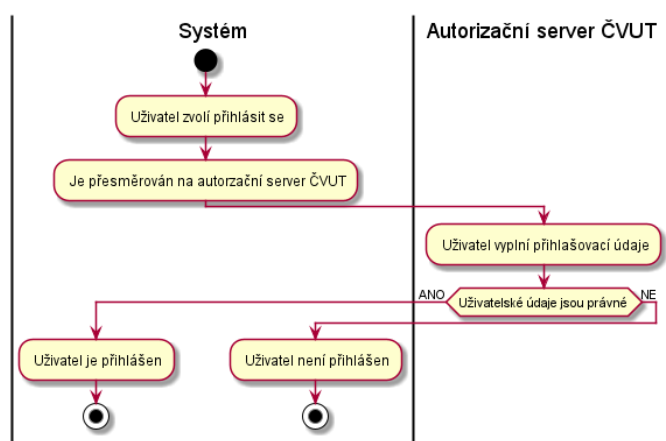 Systém
Autorizační server ČVUT
Uživatel zvolí přihlásit se
Je přesměrován na autorzační server ČVUT
Uživatel vyplní přihlašovací údaje
ANO
Uživatelské údaje jsou právné
NE
Uživatel je přihlášen
Uživatel není přihlášen